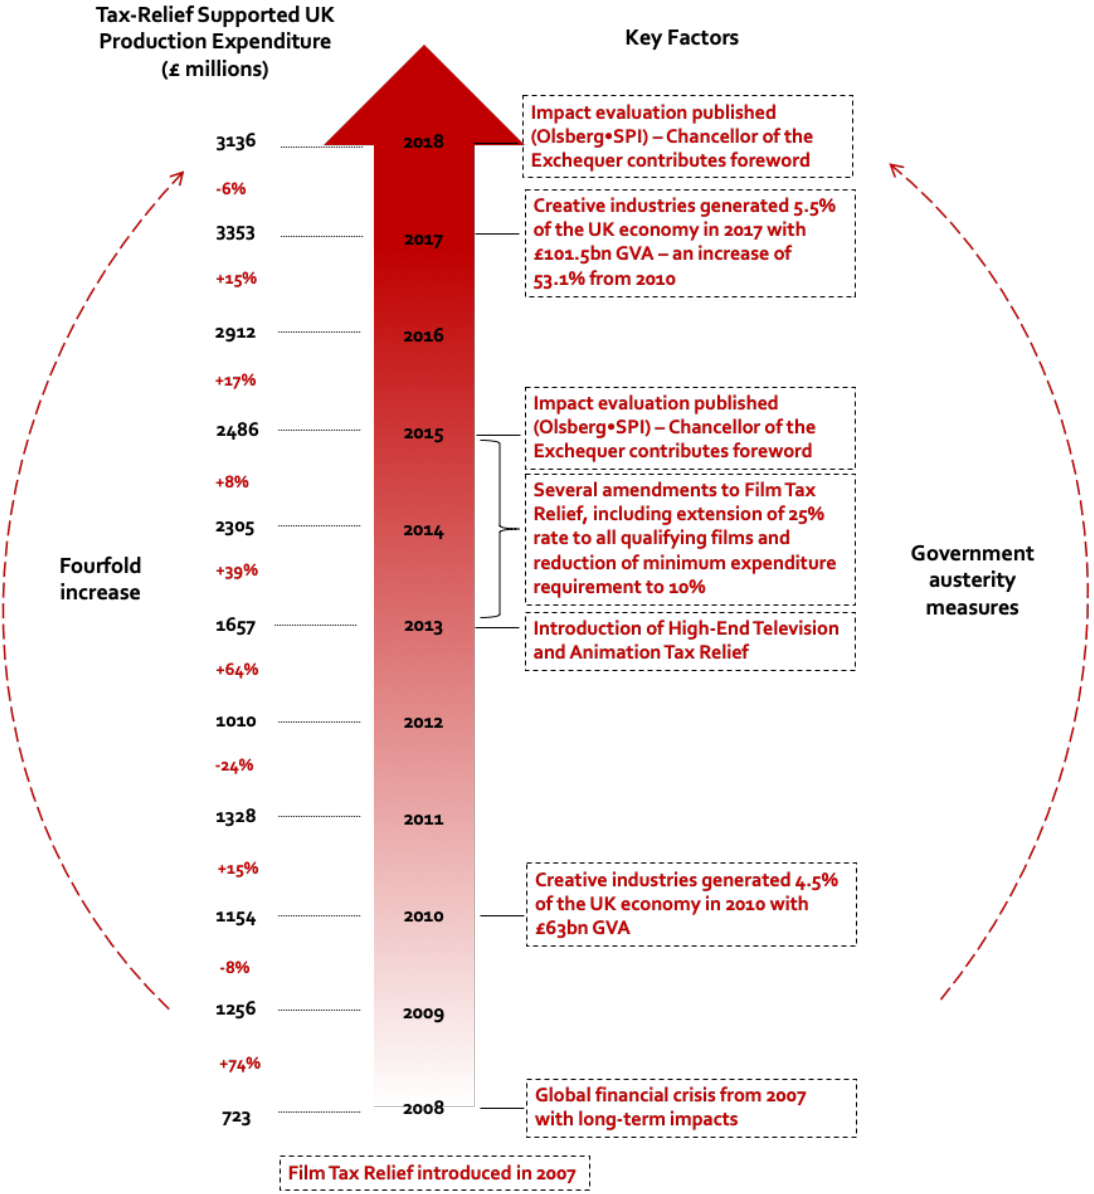 Tax-Relief Supported UK
Production Expenditure
(£ millions)
Key Factors
3136
2018
Impact evaluation published
(Olsberg•SPI) – Chancellor of the
Exchequer contributes foreword
-6%
3353
2017
Creative industries generated 5.5%
of the UK economy in 2017 with
£101.5bn GVA – an increase of
53.1% from 2010
+15%
2912
2016
+17%
2486
2015
Impact evaluation published
(Olsberg•SPI) – Chancellor of the
Exchequer contributes foreword
+8%
2305
2014
Several amendments to Film Tax
Relief, including extension of 25%
rate to all qualifying films and
reduction of minimum expenditure
requirement to 10%
Fourfold
increase
Government
austerity
measures
+39%
1657
2013
Introduction of High-End Television
and Animation Tax Relief
+64%
1010
2012
-24%
1328
2011
+15%
1154
2010
Creative industries generated 4.5%
of the UK economy in 2010 with
£63bn GVA
-8%
1256
2009
+74%
723
2008
Global financial crisis from 2007
with long-term impacts
Film Tax Relief introduced in 2007